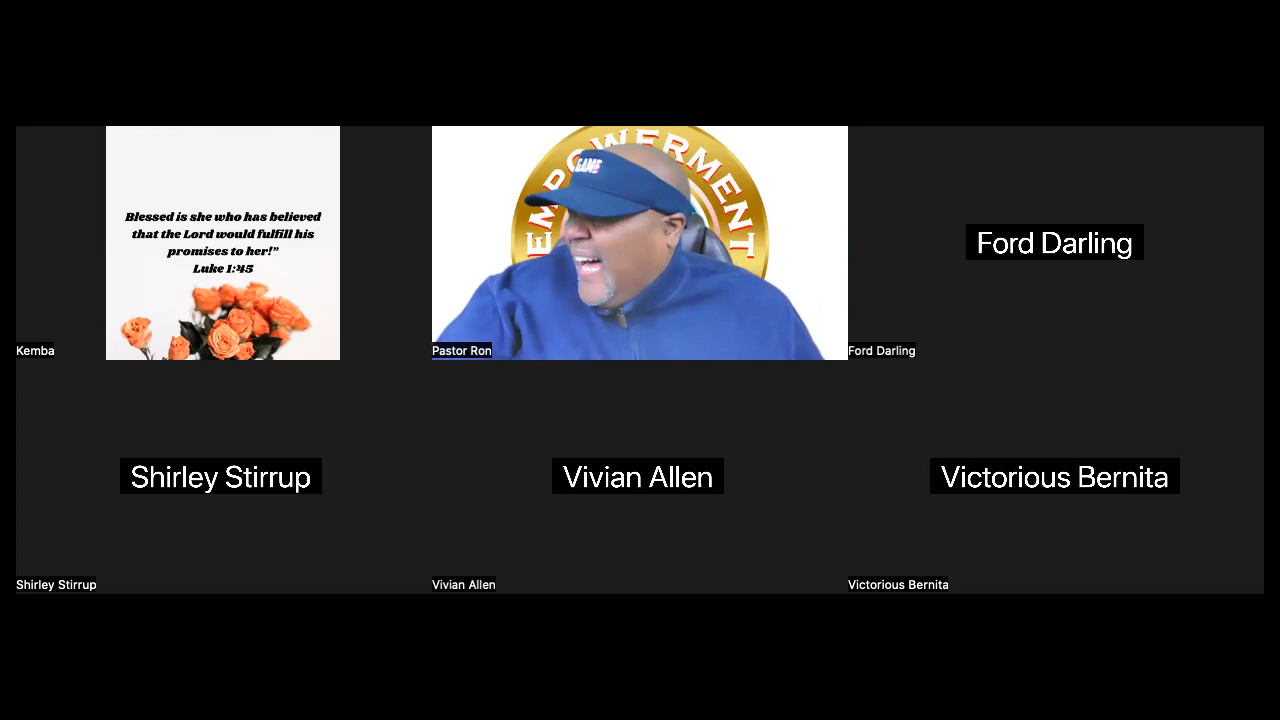 Blessed is she who has believed
that the Lord would fulfill his
promises to her!”
Luke 1:45
Kemba
EMPOWERMENT
GAME
Pastor Ron
Ford Darling
Ford Darling
Shirley Stirrup
Shirley Stirrup
Vivian Allen
Vivian Allen
Victorious Bernita
Victorious Bernita